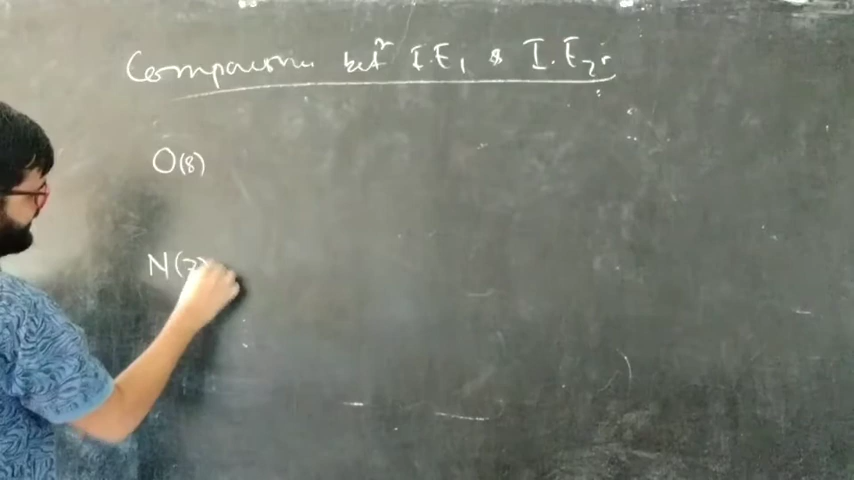 Comparison betⁿ I.E₁ & I.E₂:
O(8)
N(7)